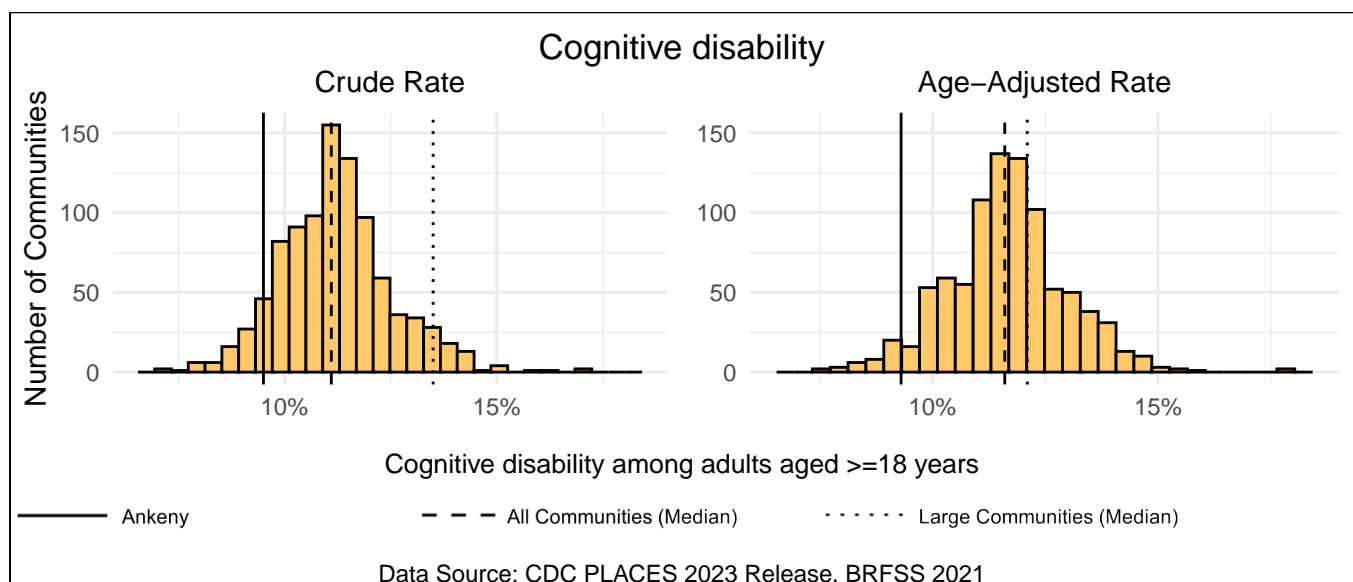 Cognitive disability
Crude Rate
Age−Adjusted Rate
Number of Communities
150
100
50
0
10%
15%
150
100
50
0
10%
15%
Cognitive disability among adults aged >=18 years
Ankeny
All Communities (Median)
Large Communities (Median)
Data Source: CDC PLACES 2023 Release, BRFSS 2021